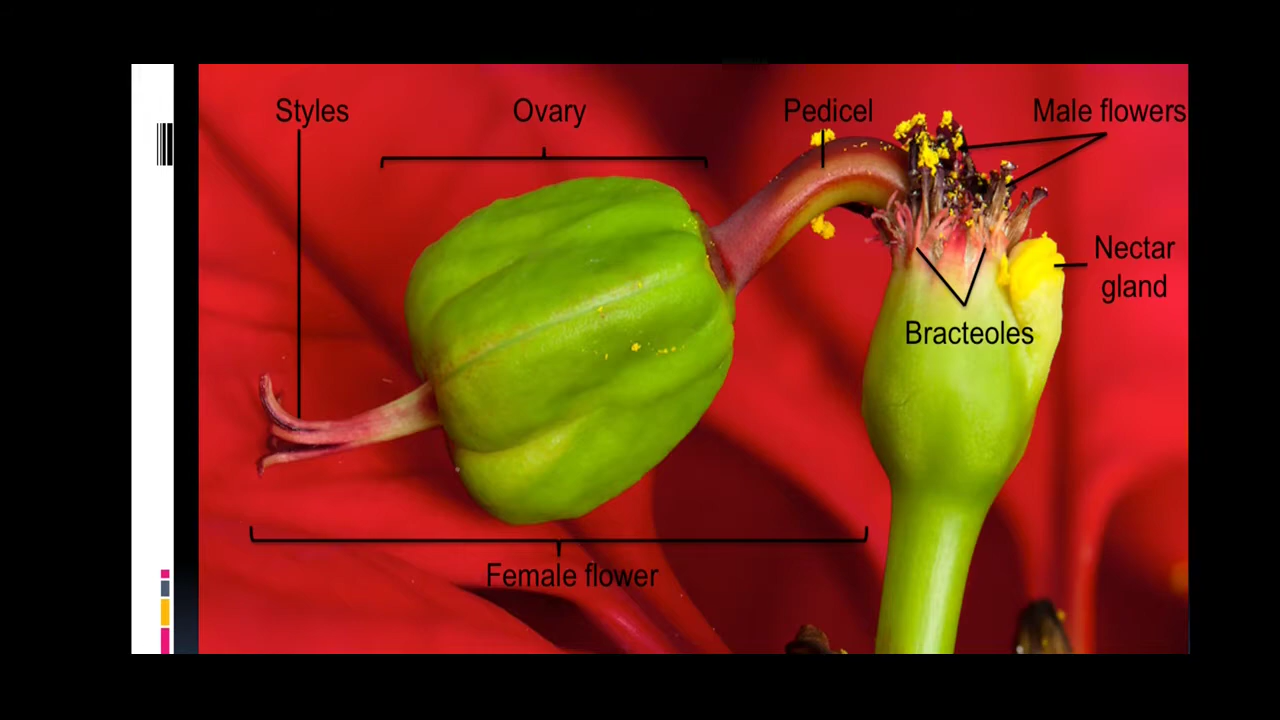 Styles
Ovary
Pedicel
Male flowers
Nectar
gland
Bracteoles
Female flower